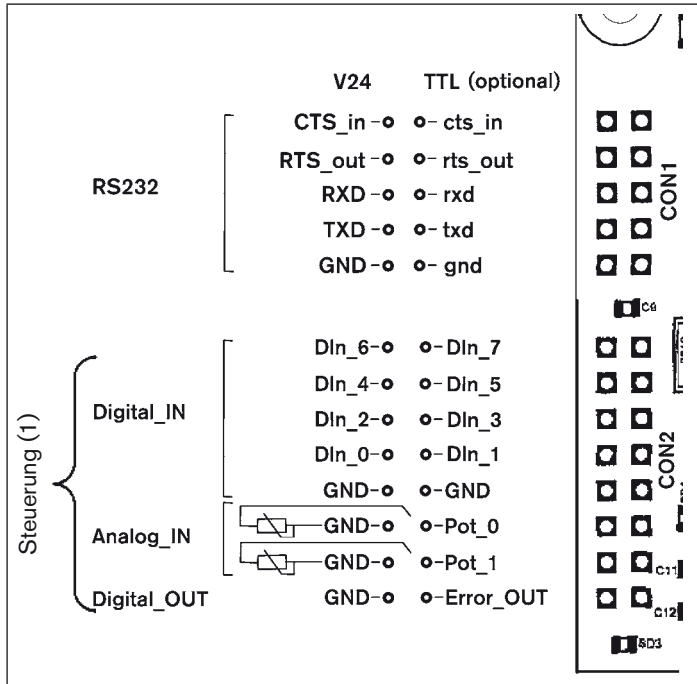 V24 TTL (optional)
CTS_in cts_in
RTS_out rts_out
RS232 RXD rxd
TXD txd
GND gnd
CON1
C9
DIn_6 DIn_7
DIn_4 Din_5
Digital_IN DIn_2 DIn_3
DIn_0 DIn_1
GND GND
CON2
Steuerung (1)
Analog_IN GND Pot_0
GND Pot_1
C11
Digital_OUT GND Error_OUT
C12
SD3